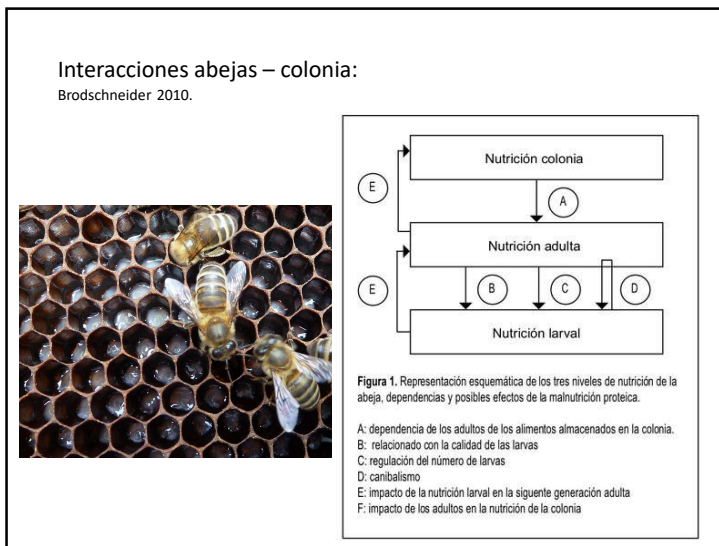 Interacciones abejas – colonia:
Brodschneider 2010.
Nutrición colonia
E
A
Nutrición adulta
E
B
C
D
Nutrición larval
Figura 1. Representación esquemática de los tres niveles de nutrición de la
abeja, dependencias y posibles efectos de la malnutrición proteica.
A: dependencia de los adultos de los alimentos almacenados en la colonia.
B: relacionado con la calidad de las larvas
C: regulación del número de larvas
D: canibalismo
E: impacto de la nutrición larval en la siguente generación adulta
F: impacto de los adultos en la nutrición de la colonia